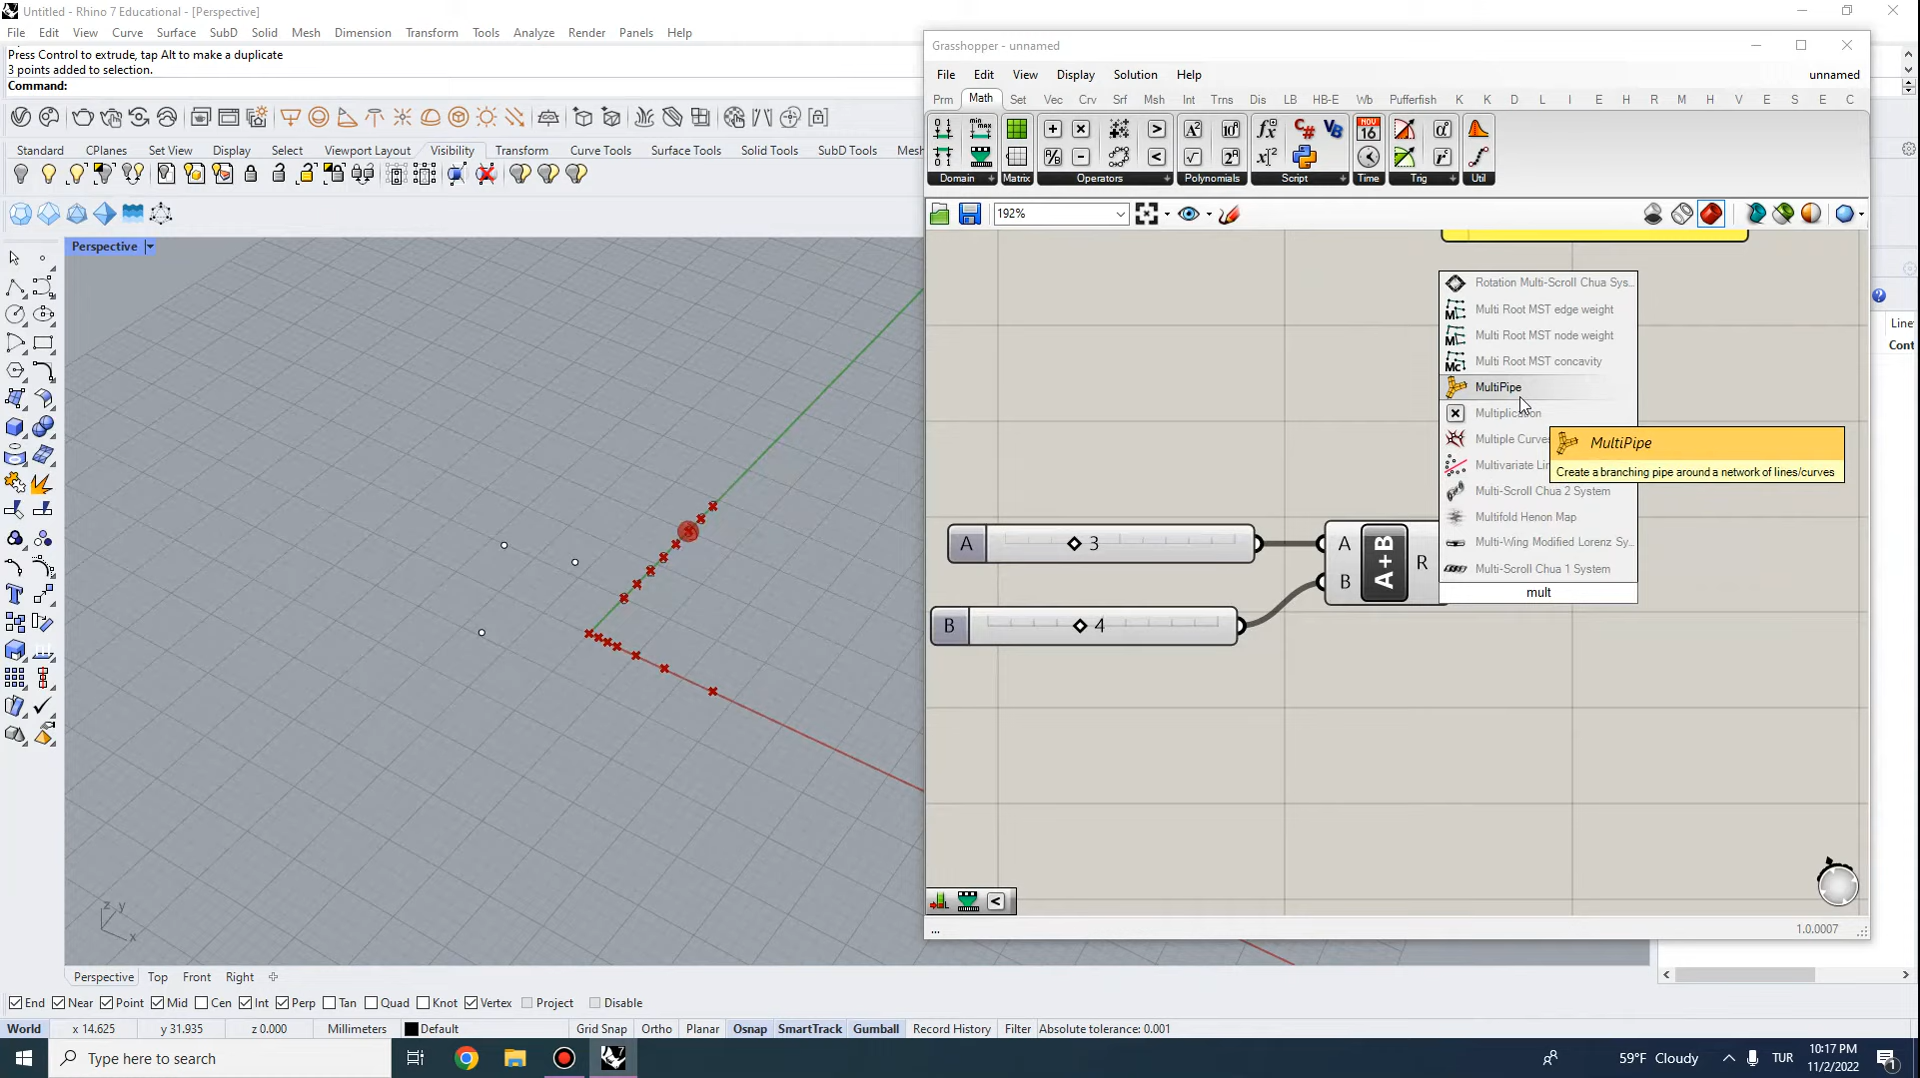 Untitled - Rhino 7 Educational - [Perspective]
File Edit View Curve Surface SubD Solid Mesh Dimension Transform Tools Analyze Render Panels Help
Press Control to extrude, tap Alt to make a duplicate
3 points added to selection.
Command:
Standard CPlanes Set View Display Select Viewport Layout Visibility Transform Curve Tools Surface Tools Solid Tools SubD Tools Mesh
Perspective
z y
x
Perspective Top Front Right
End Near Point Mid Cen Int Perp Tan Quad Knot Vertex Project Disable
World x 14.625 y 31.935 z 0.000 Millimeters Default Grid Snap Ortho Planar Osnap SmartTrack Gumball Record History Filter Absolute tolerance: 0.001
Grasshopper - unnamed
File Edit View Display Solution Help unnamed
Prm Math Set Vec Crv Srf Msh Int Trns Dis LB HB-E Wb Pufferfish K K D L I E H R M H V E S E C
Domain Matrix Operators Polynomials Script Time Trig Util
192%
Rotation Multi-Scroll Chua Sys...
Multi Root MST edge weight
Multi Root MST node weight
Multi Root MST concavity
MultiPipe
Multiplication
Multiple Curve
Multivariate Lin
Multi-Scroll Chua 2 System
Multifold Henon Map
Multi-Wing Modified Lorenz Sy...
Multi-Scroll Chua 1 System
mult
MultiPipe
Create a branching pipe around a network of lines/curves
A 3
B 4
A
B
A+B
R
...
1.0.0007
Line
Cont
Type here to search
59°F Cloudy
TUR
10:17 PM
11/2/2022